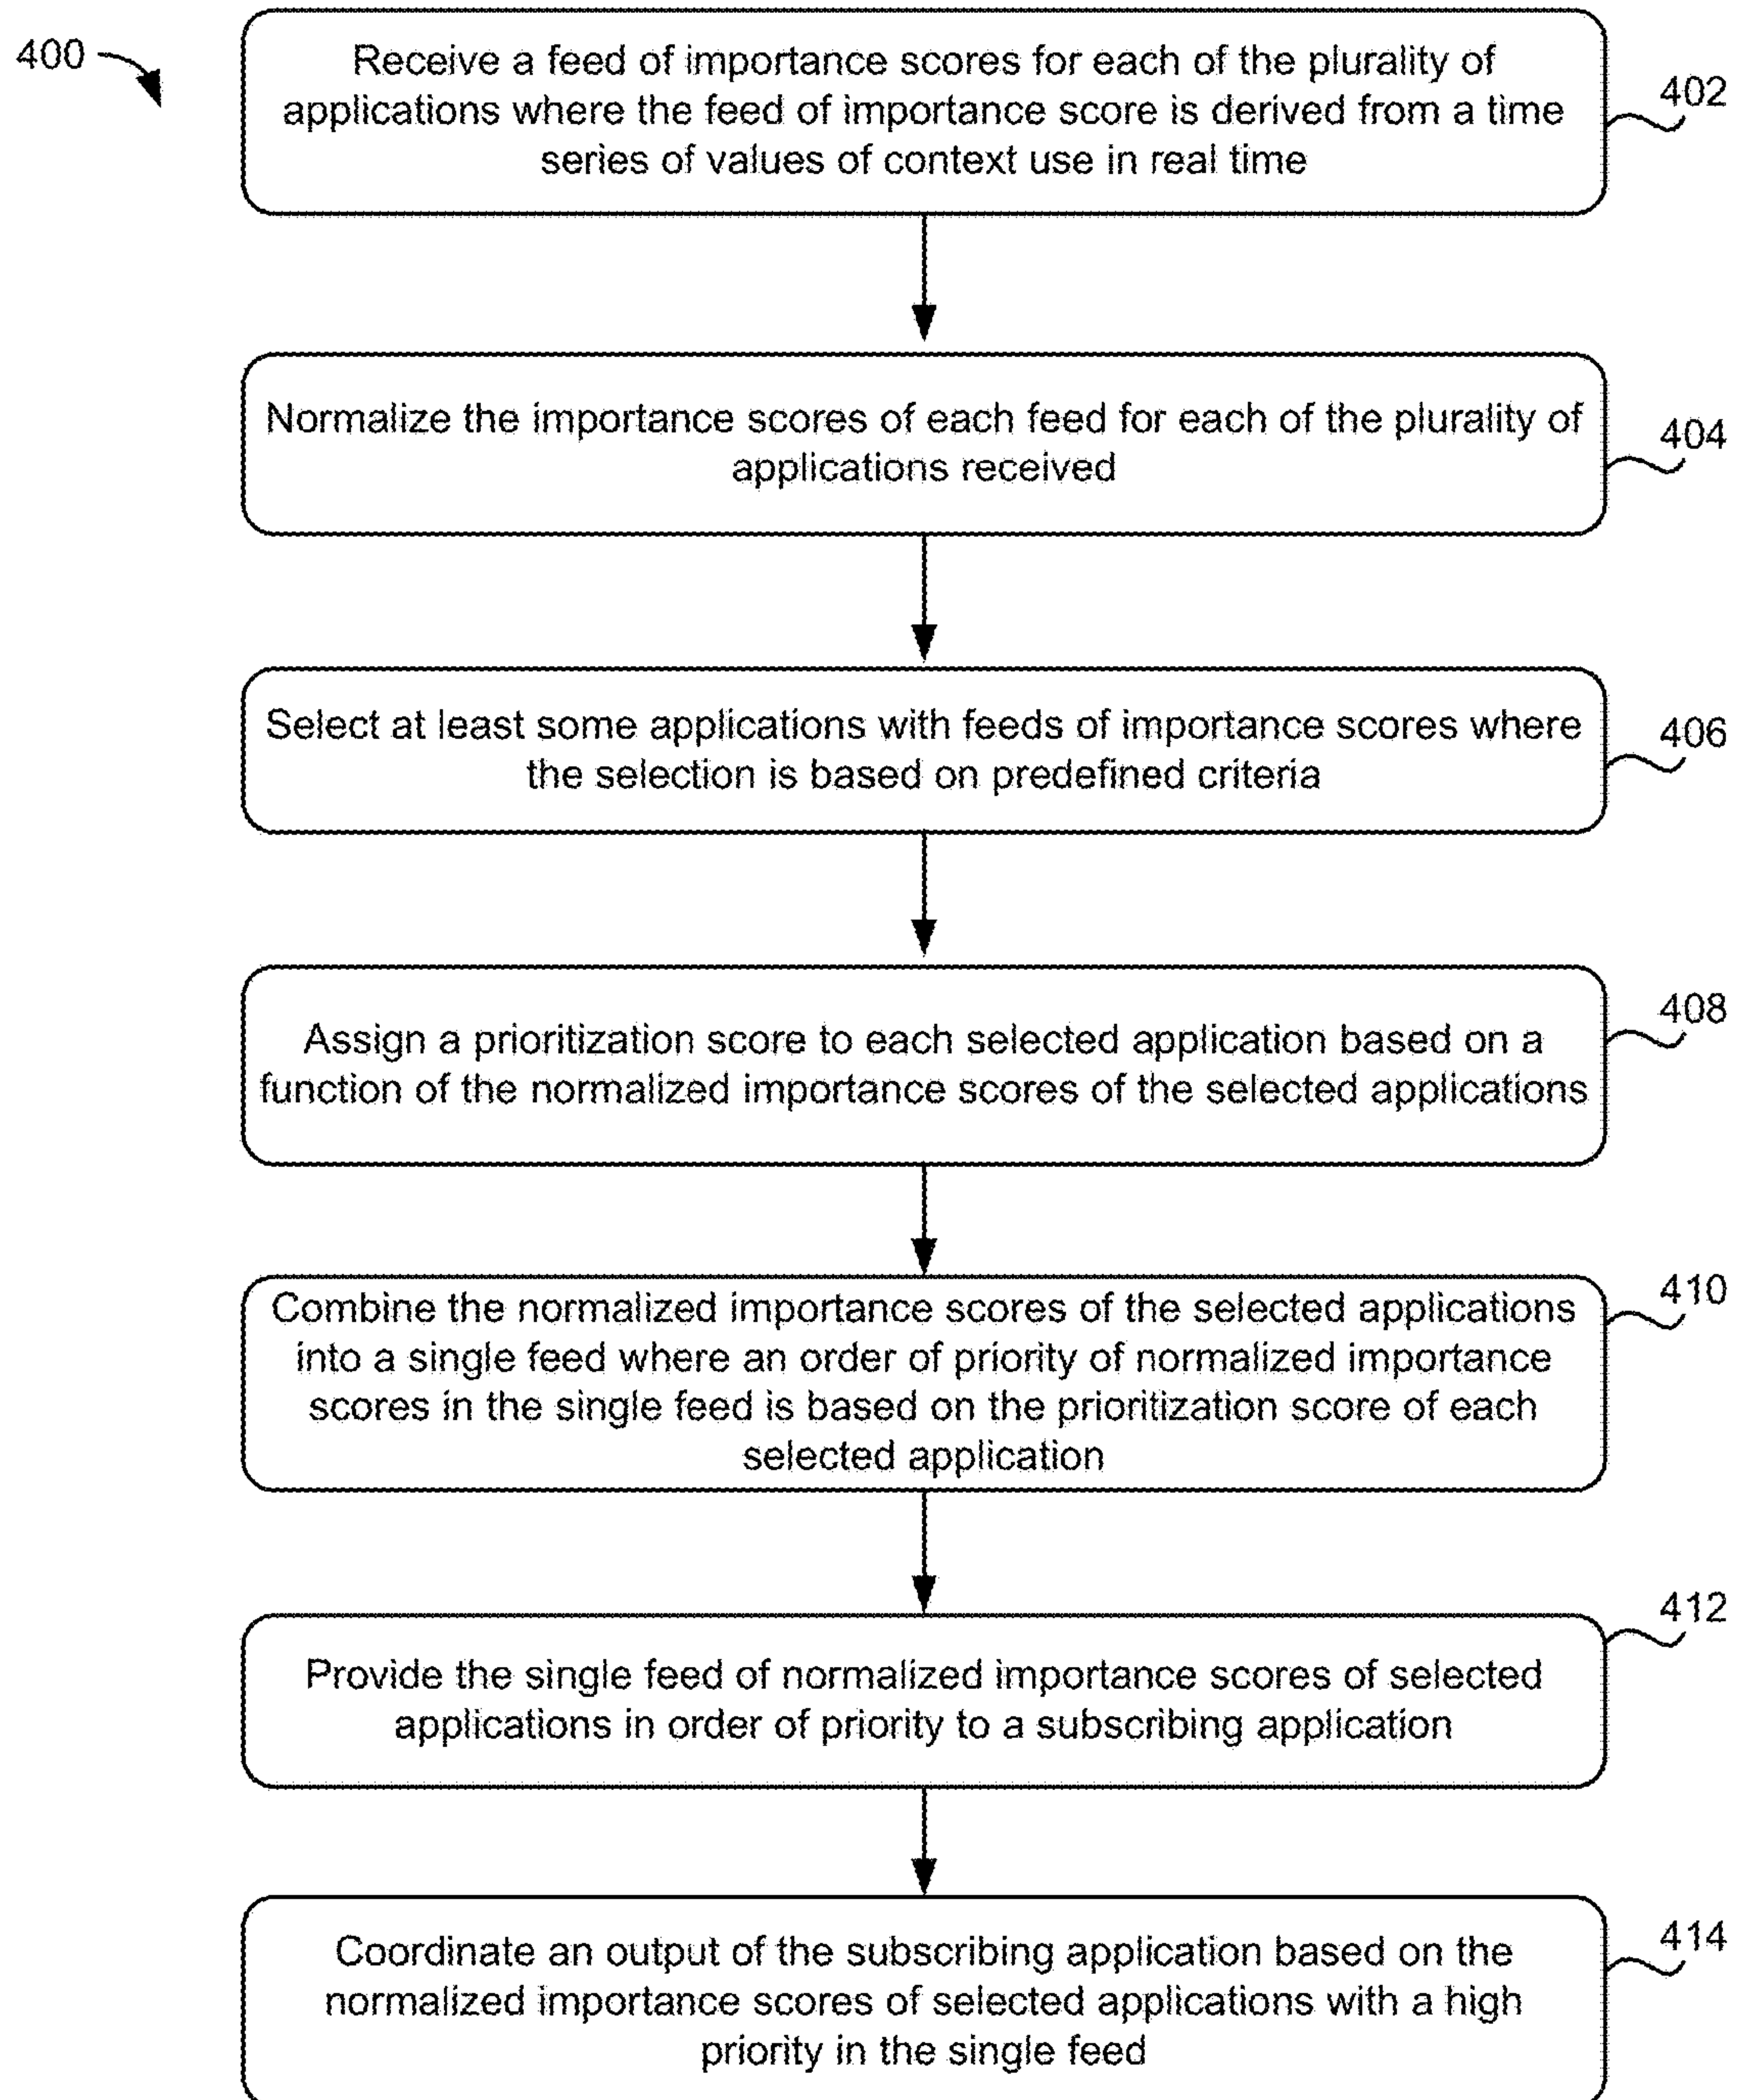 400
Receive a feed of importance scores for each of the plurality of
applications where the feed of importance score is derived from a time
series of values of context use in real time
402
Normalize the importance scores of each feed for each of the plurality of
applications received
404
Select at least some applications with feeds of importance scores where
the selection is based on predefined criteria
406
Assign a prioritization score to each selected application based on a
function of the normalized importance scores of the selected applications
408
Combine the normalized importance scores of the selected applications
into a single feed where an order of priority of normalized importance
scores in the single feed is based on the prioritization score of each
selected application
410
Provide the single feed of normalized importance scores of selected
applications in order of priority to a subscribing application
412
Coordinate an output of the subscribing application based on the
normalized importance scores of selected applications with a high
priority in the single feed
414